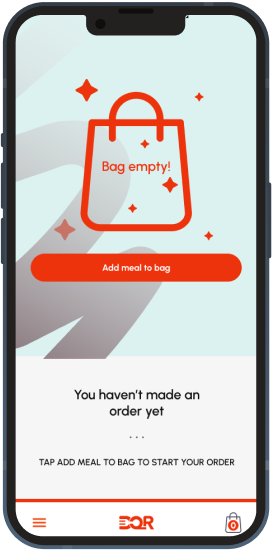 Bag empty!
Add meal to bag
You haven't made an
order yet
...
TAP ADD MEAL TO BAG TO START YOUR ORDER
0